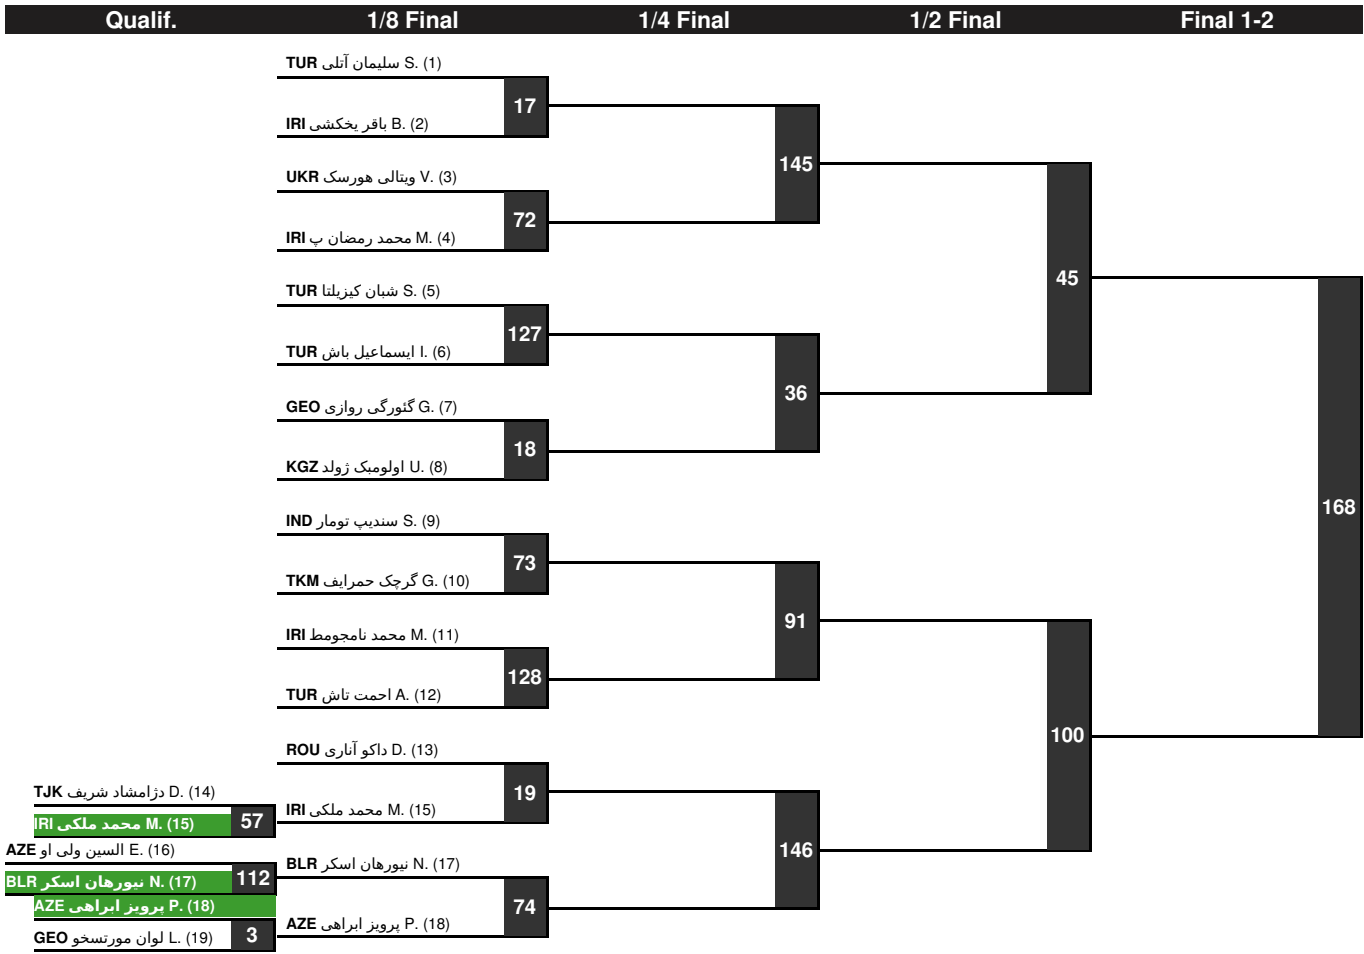 Qualif. 1/8 Final 1/4 Final 1/2 Final Final 1-2
TUR سلیمان آتلی S. (1)
17
IRI باقر یخکشی B. (2)
145
UKR ویتالی هورسک V. (3)
72
IRI محمد رمضان پ M. (4)
45
TUR شبان کیزیلتا S. (5)
127
TUR ایسماعیل باش I. (6)
36
GEO گئورگی روازی G. (7)
18
KGZ اولومبک ژولد U. (8)
168
IND سندیپ تومار S. (9)
73
TKM گرچک حمرایف G. (10)
91
IRI محمد نامجومط M. (11)
128
TUR احمت تاش A. (12)
100
ROU داکو آناری D. (13)
19
IRI محمد ملکی M. (15)
146
BLR نیورهان اسکر N. (17)
74
AZE پرویز ابراهی P. (18)
TJK دژامشاد شریف D. (14)
57
IRI محمد ملکی M. (15)
AZE السین ولی او E. (16)
112
BLR نیورهان اسکر N. (17)
AZE پرویز ابراهی P. (18)
3
GEO لوان مورتسخو L. (19)